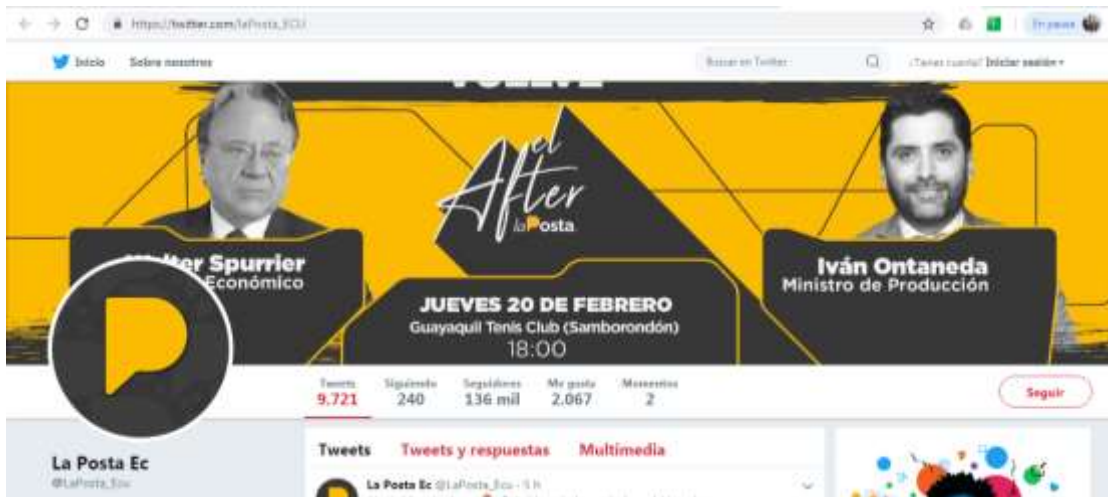 https://twitter.com/LaPosta_ECU
Inicio Sobre nosotros
Buscar en Twitter
¿Tienes cuenta? Iniciar sesión
VUELVE
el
After
laPosta.
Walter Spurrier
Económico
Iván Ontaneda
Ministro de Producción
JUEVES 20 DE FEBRERO
Guayaquil Tenis Club (Samborondón)
18:00
Tweets Siguiendo Seguidores Me gusta Momentos
9.721 240 136 mil 2.067 2
Seguir
La Posta Ec
@LaPosta_Ecu
Tweets Tweets y respuestas Multimedia
La Posta Ec @LaPosta_Ecu · 5 h